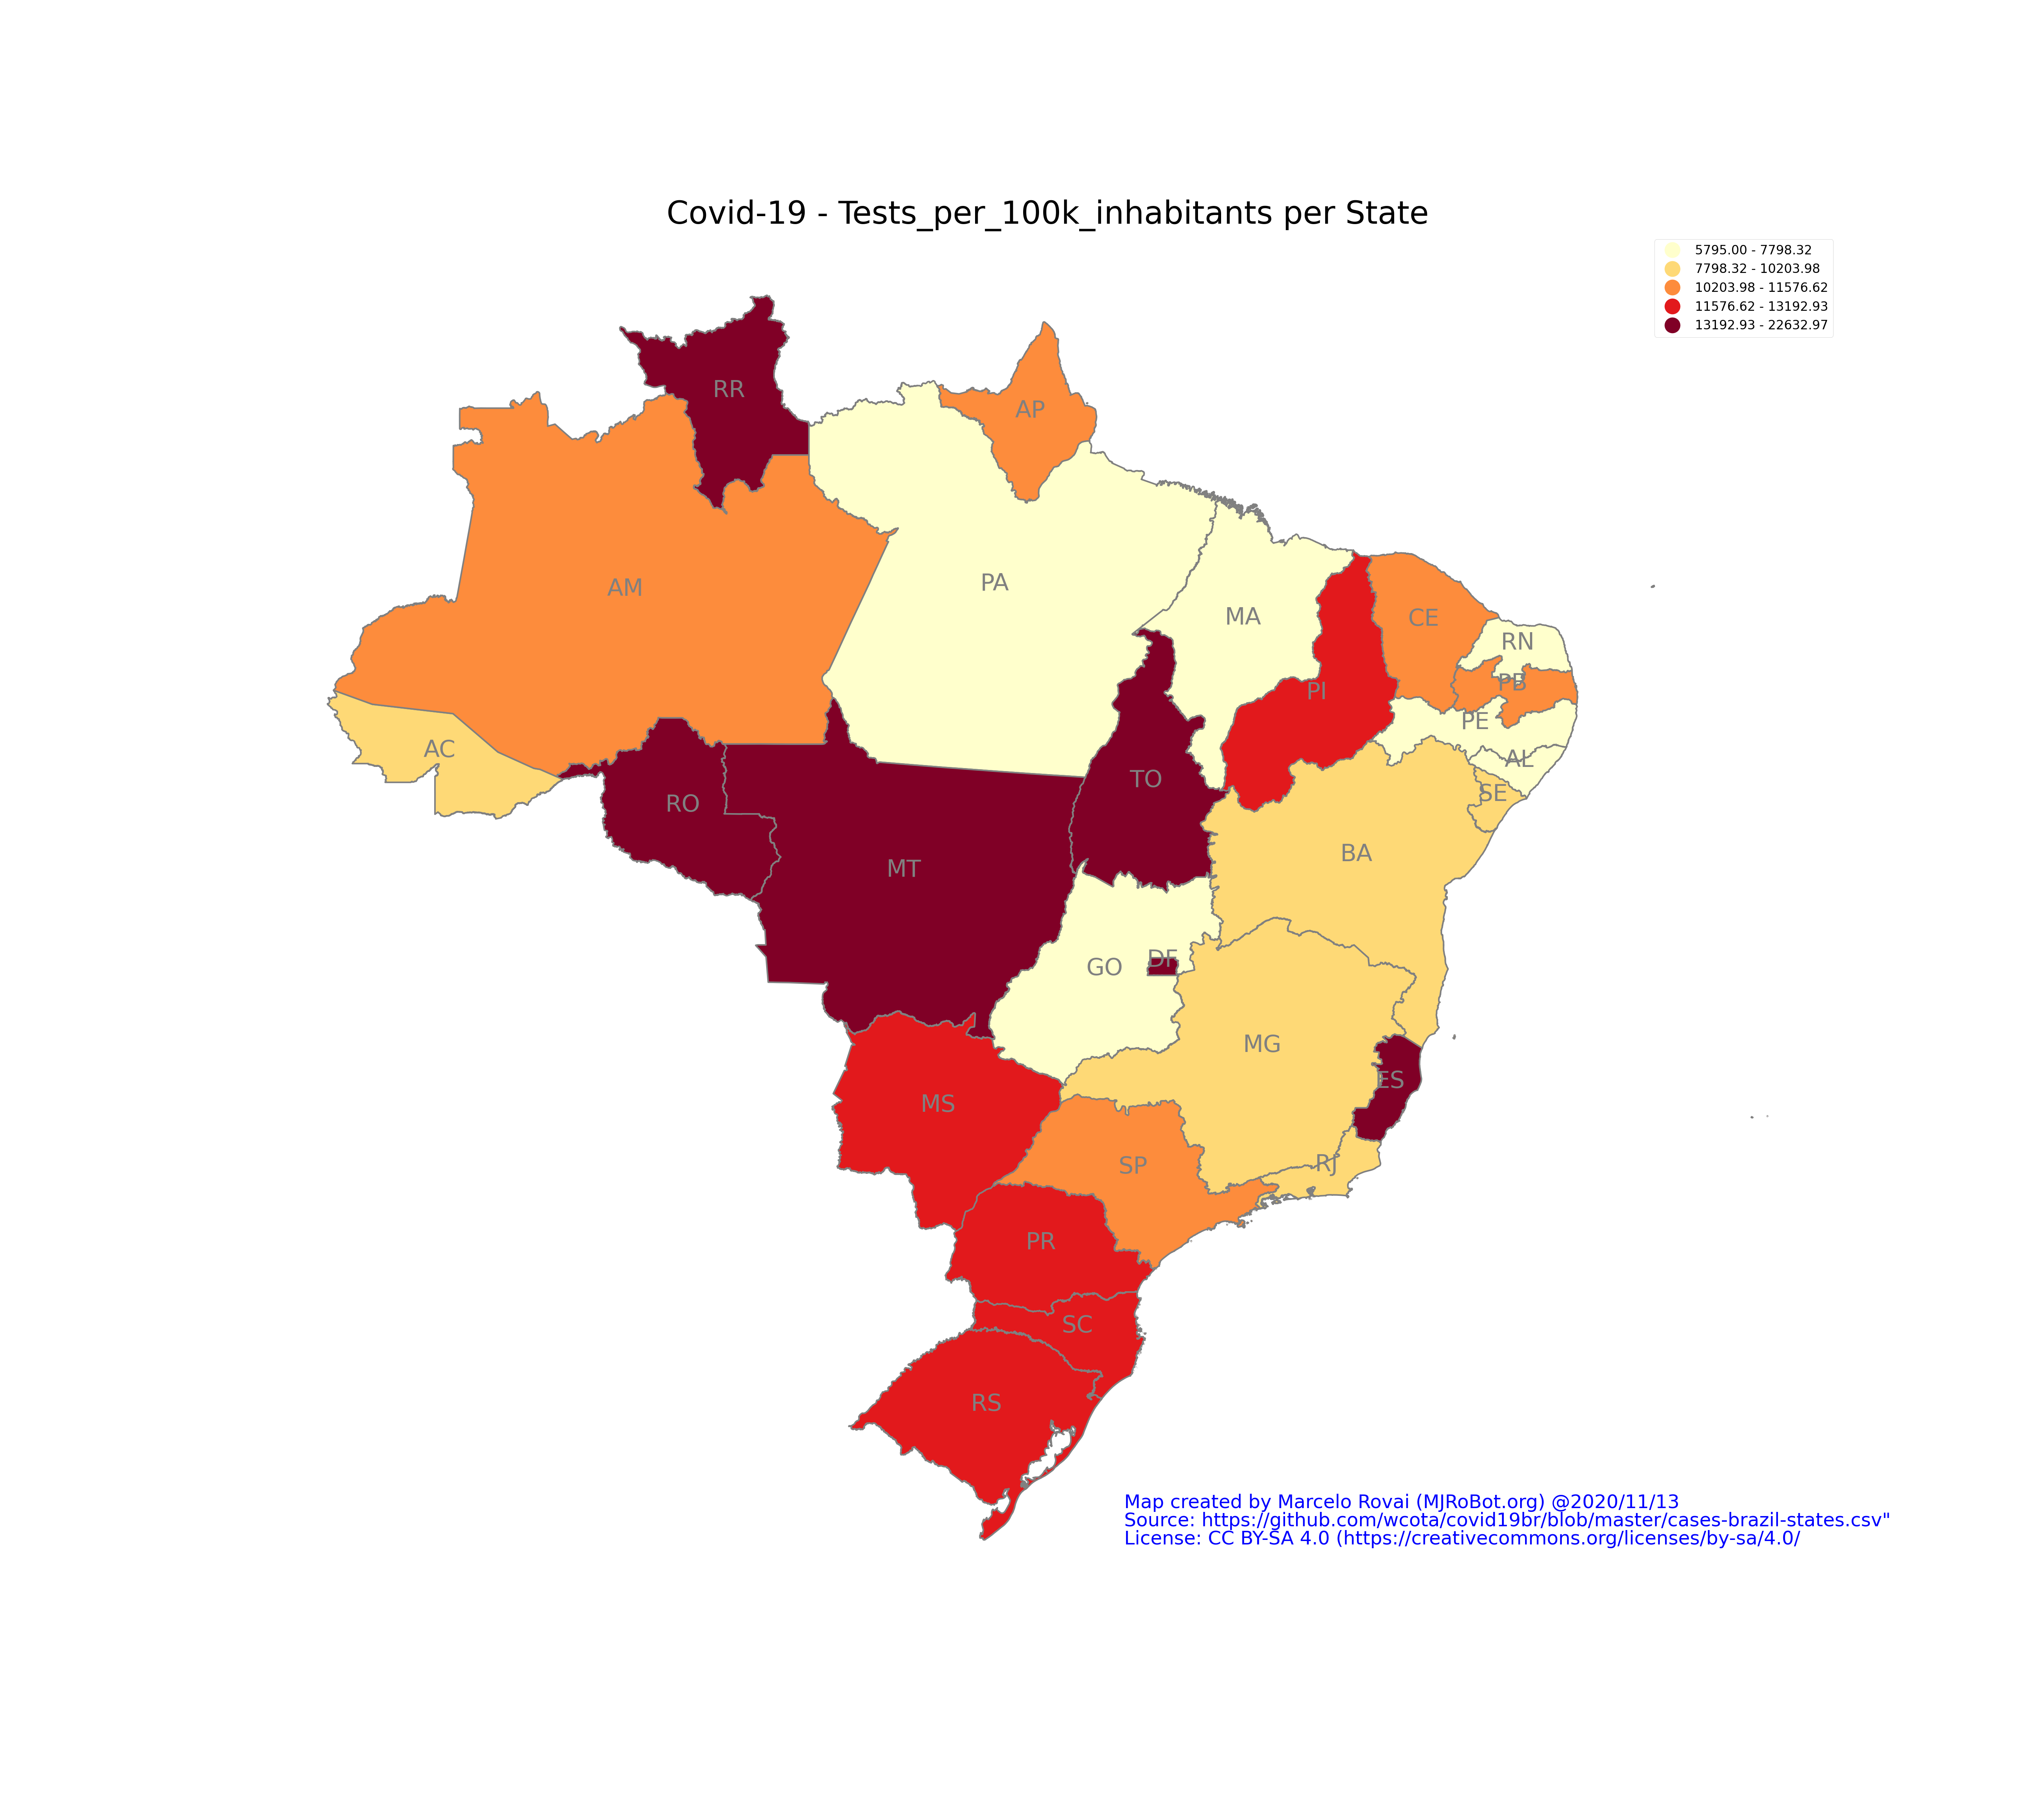 Covid-19 - Tests_per_100k_inhabitants per State
5795.00 - 7798.32
7798.32 - 10203.98
10203.98 - 11576.62
11576.62 - 13192.93
13192.93 - 22632.97
RR
AP
AM
PA
MA
CE
RN
PB
PI
PE
AC
AL
TO
SE
RO
BA
MT
DF
GO
MG
ES
MS
RJ
SP
PR
SC
RS
Map created by Marcelo Rovai (MJRoBot.org) @2020/11/13
Source: https://github.com/wcota/covid19br/blob/master/cases-brazil-states.csv"
License: CC BY-SA 4.0 (https://creativecommons.org/licenses/by-sa/4.0/